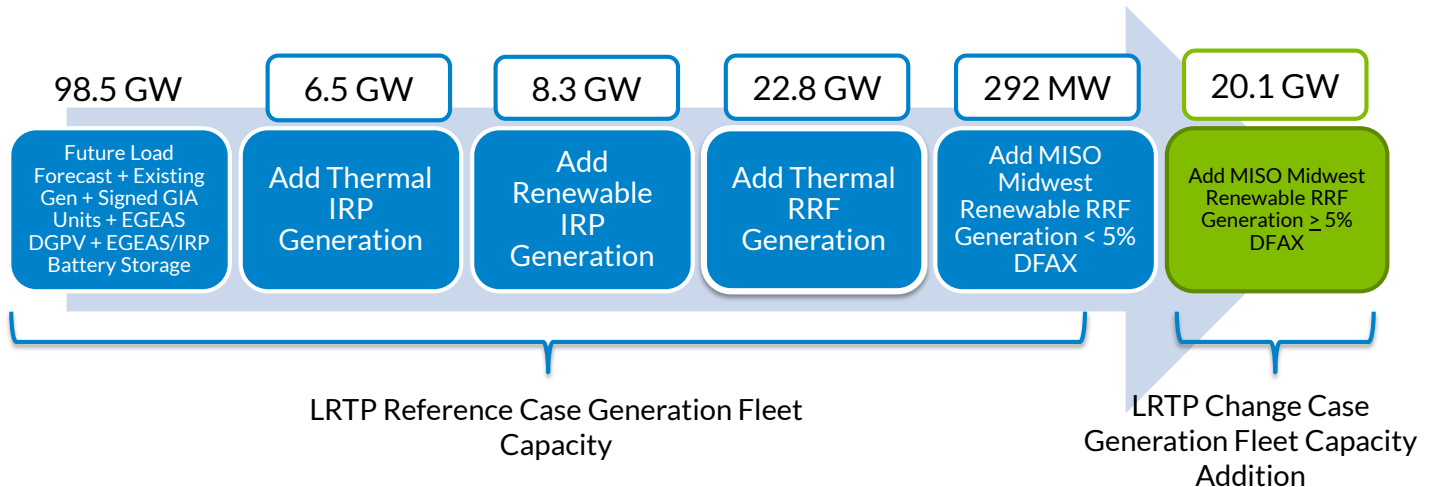 98.5 GW
6.5 GW
8.3 GW
22.8 GW
292 MW
20.1 GW
Future Load
Forecast + Existing
Gen + Signed GIA
Units + EGEAS
DGPV + EGEAS/IRP
Battery Storage
Add Thermal
IRP
Generation
Add
Renewable
IRP
Generation
Add Thermal
RRF
Generation
Add MISO
Midwest
Renewable RRF
Generation < 5%
DFAX
Add MISO Midwest
Renewable RRF
Generation ≥ 5%
DFAX
LRTP Reference Case Generation Fleet
Capacity
LRTP Change Case
Generation Fleet Capacity
Addition